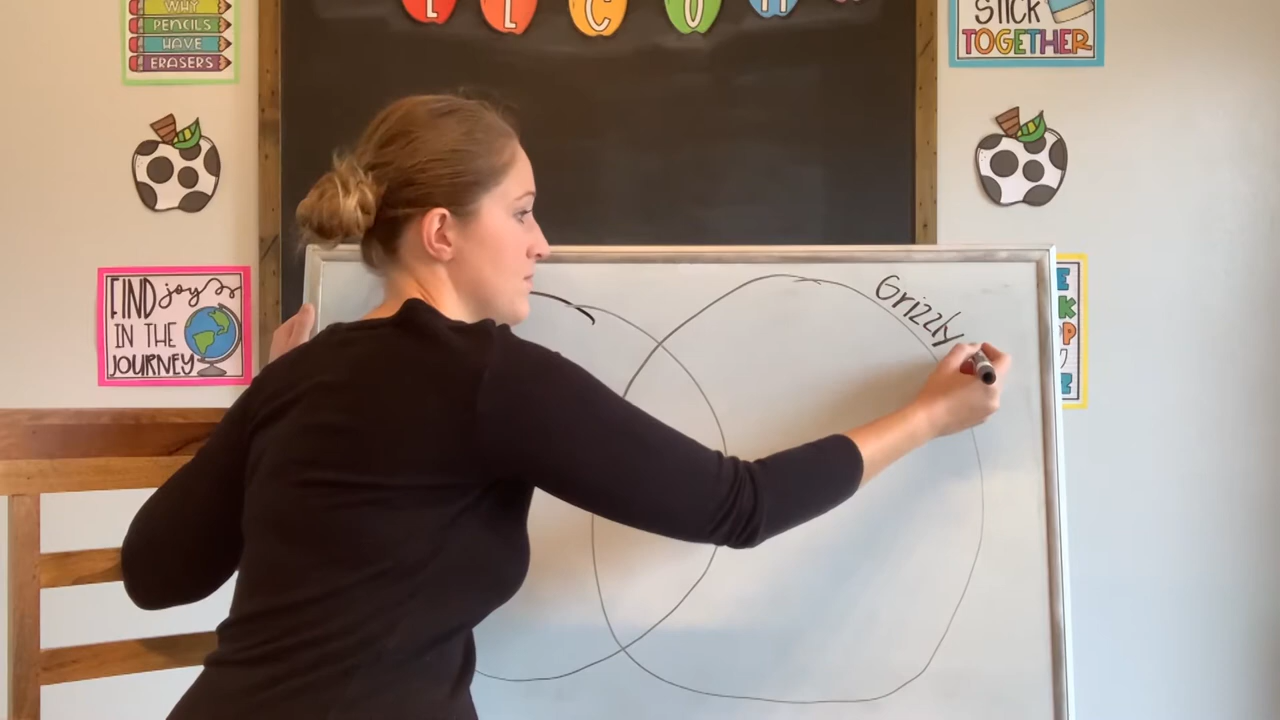 L L C O M
WHY
PENCILS
HAVE
ERASERS
STICK
TOGETHER
FIND joy
IN THE
JOURNEY
Grizzly